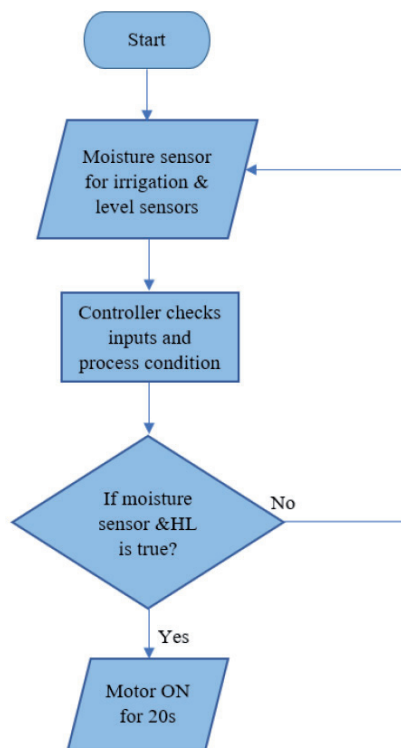 Start
Moisture sensor
for irrigation &
level sensors
Controller checks
inputs and
process condition
If moisture
sensor &HL
is true?
No
Yes
Motor ON
for 20s